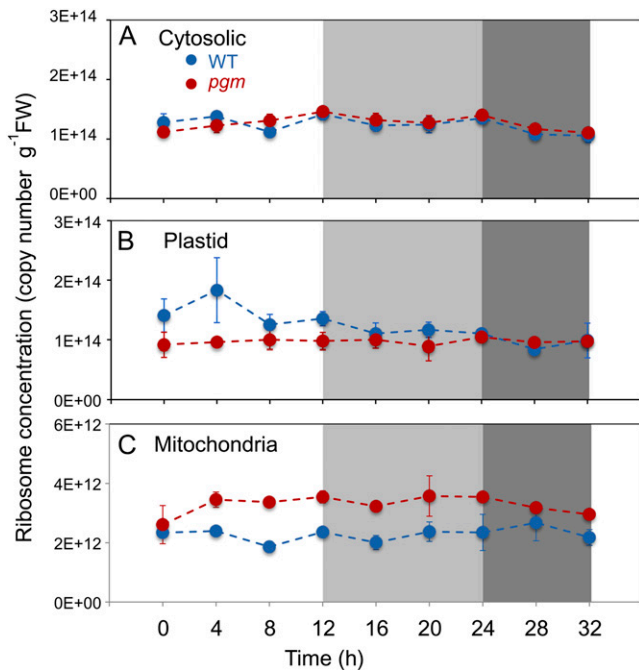 Ribosome concentration (copy number g⁻¹FW)
A
Cytosolic
WT
pgm
3E+14
2E+14
1E+14
0E+00
B
Plastid
3E+14
2E+14
1E+14
0E+00
C
Mitochondria
6E+12
4E+12
2E+12
0E+00
0 4 8 12 16 20 24 28 32
Time (h)